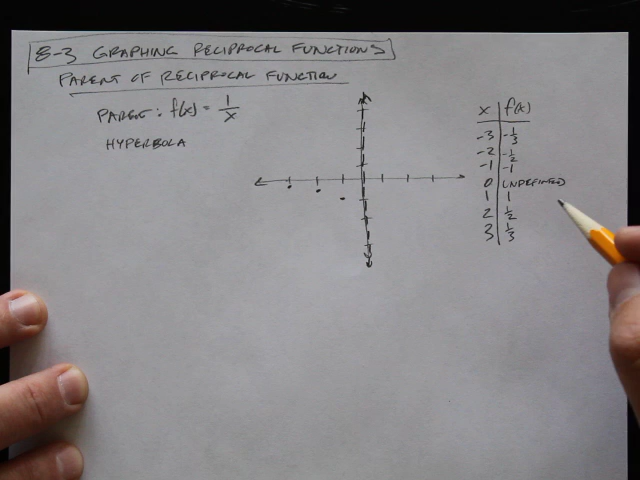 8-3 GRAPHING RECIPROCAL FUNCTIONS
PARENT OF RECIPROCAL FUNCTION
PARENT: f(x) = 1/x
HYPERBOLA
x f(x)
-3 -1/3
-2 -1/2
-1 -1
0 UNDEFINED
1 1
2 1/2
3 1/3